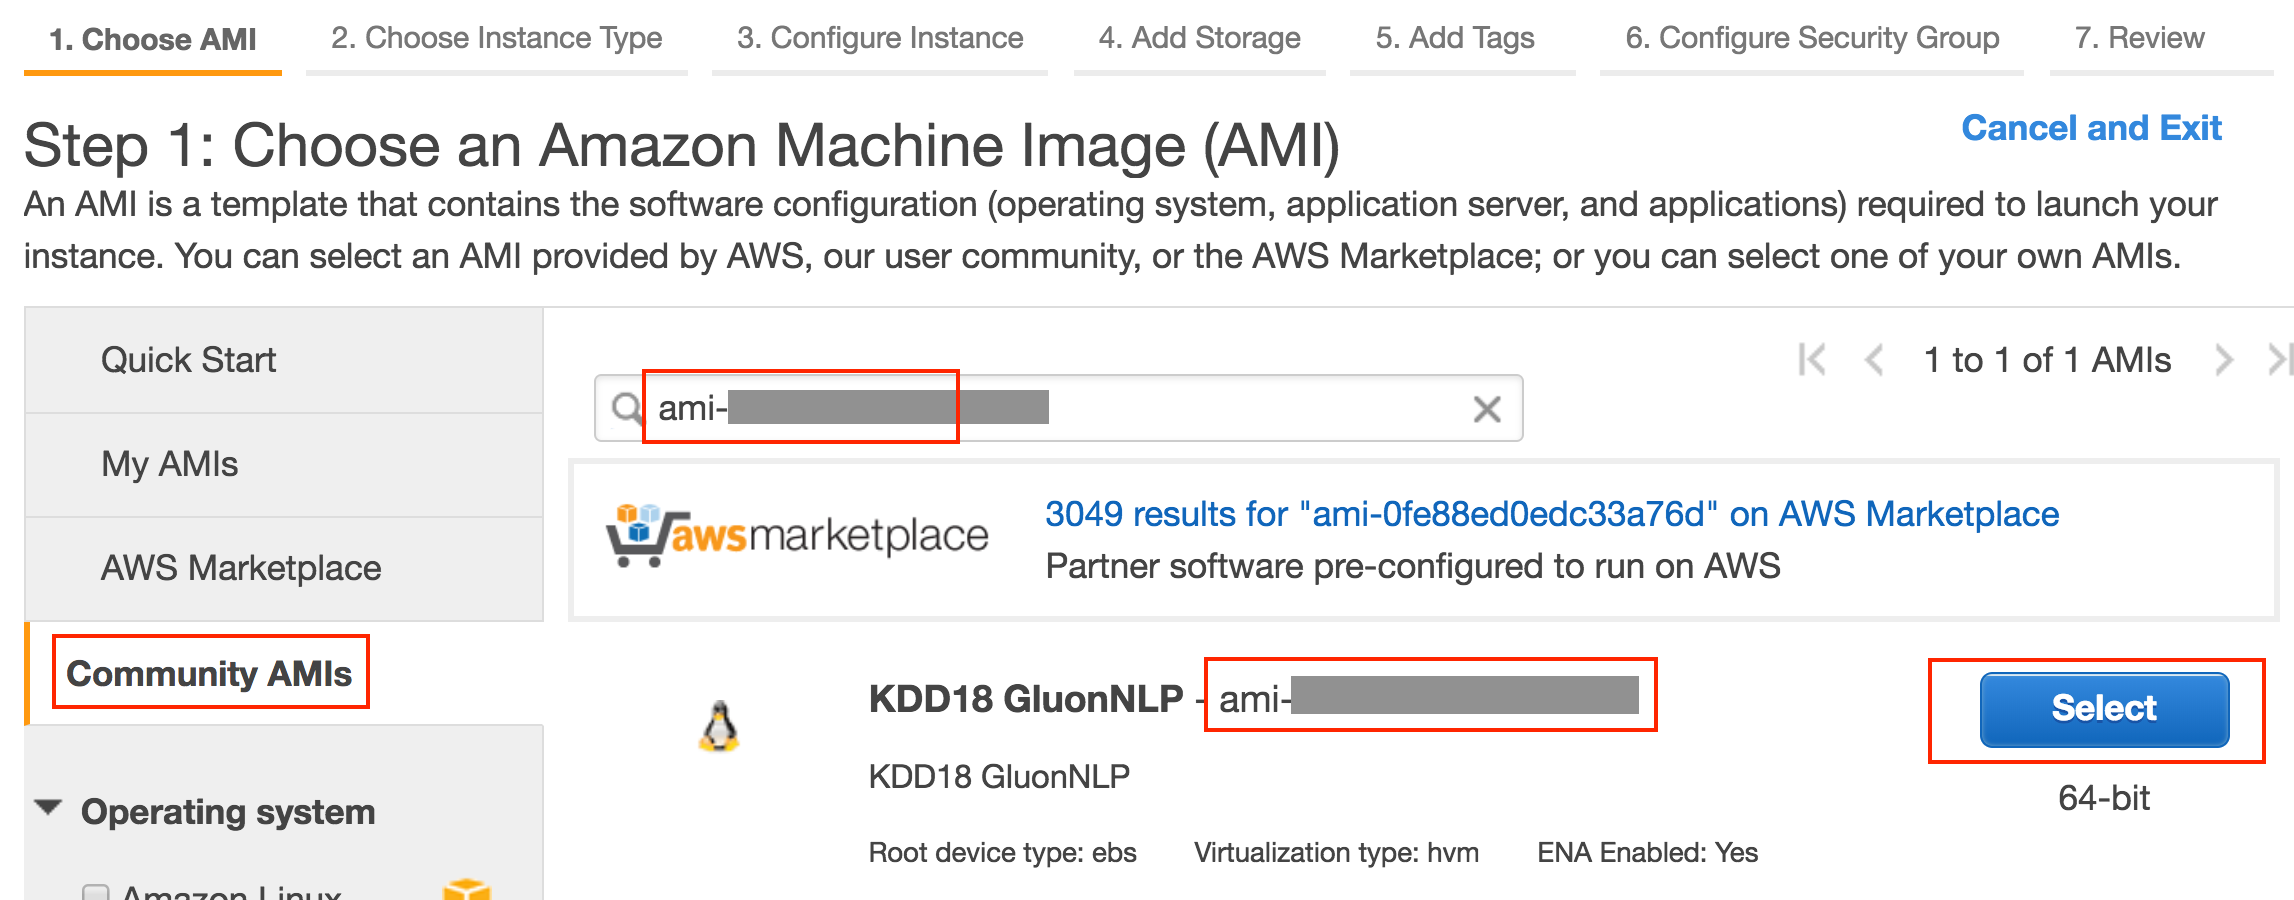 1. Choose AMI
2. Choose Instance Type
3. Configure Instance
4. Add Storage
5. Add Tags
6. Configure Security Group
7. Review
Step 1: Choose an Amazon Machine Image (AMI)
Cancel and Exit
An AMI is a template that contains the software configuration (operating system, application server, and applications) required to launch your
instance. You can select an AMI provided by AWS, our user community, or the AWS Marketplace; or you can select one of your own AMIs.
Quick Start
My AMIs
AWS Marketplace
Community AMIs
Operating system
Amazon Linux
1 to 1 of 1 AMIs
ami-
awsmarketplace
3049 results for "ami-0fe88ed0edc33a76d" on AWS Marketplace
Partner software pre-configured to run on AWS
KDD18 GluonNLP - ami-
Select
KDD18 GluonNLP
64-bit
Root device type: ebs
Virtualization type: hvm
ENA Enabled: Yes